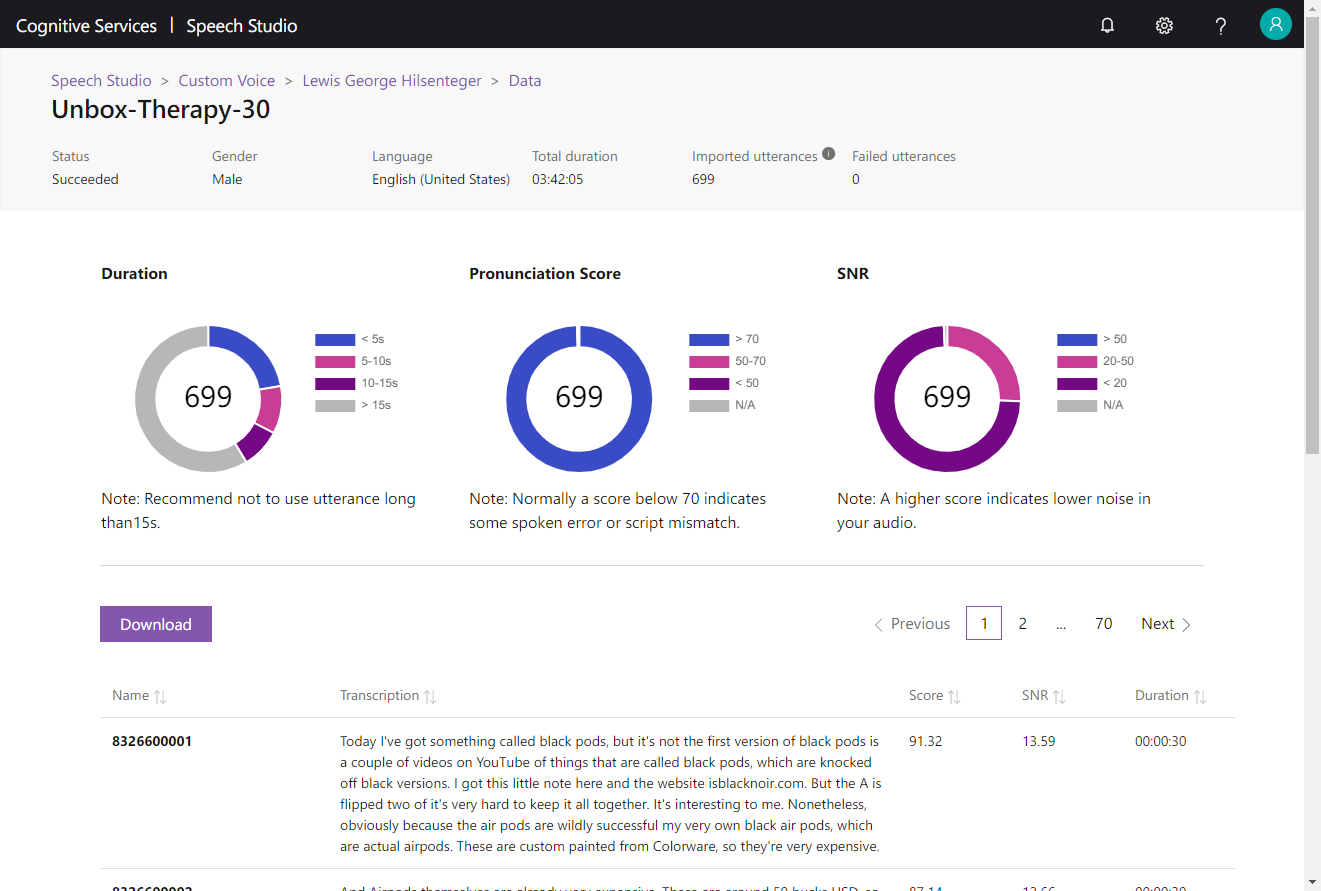 Cognitive Services | Speech Studio
Speech Studio > Custom Voice > Lewis George Hilsenteger > Data
Unbox-Therapy-30
Status Gender Language Total duration Imported utterances Failed utterances
Succeeded Male English (United States) 03:42:05 699 0
Duration Pronunciation Score SNR
< 5s > 70 > 50
5-10s 50-70 20-50
10-15s < 50 < 20
699 699 699
> 15s N/A N/A
Note: Recommend not to use utterance long
than15s.
Note: Normally a score below 70 indicates
some spoken error or script mismatch.
Note: A higher score indicates lower noise in
your audio.
Download Previous 1 2 ... 70 Next
Name Transcription Score SNR Duration
8326600001 Today I've got something called black pods, but it's not the first version of black pods is 91.32 13.59 00:00:30
a couple of videos on YouTube of things that are called black pods, which are knocked
off black versions. I got this little note here and the website isblacknoir.com. But the A is
flipped two of it's very hard to keep it all together. It's interesting to me. Nonetheless,
obviously because the air pods are wildly successful my very own black air pods, which
are actual airpods. These are custom painted from Colorware, so they're very expensive.